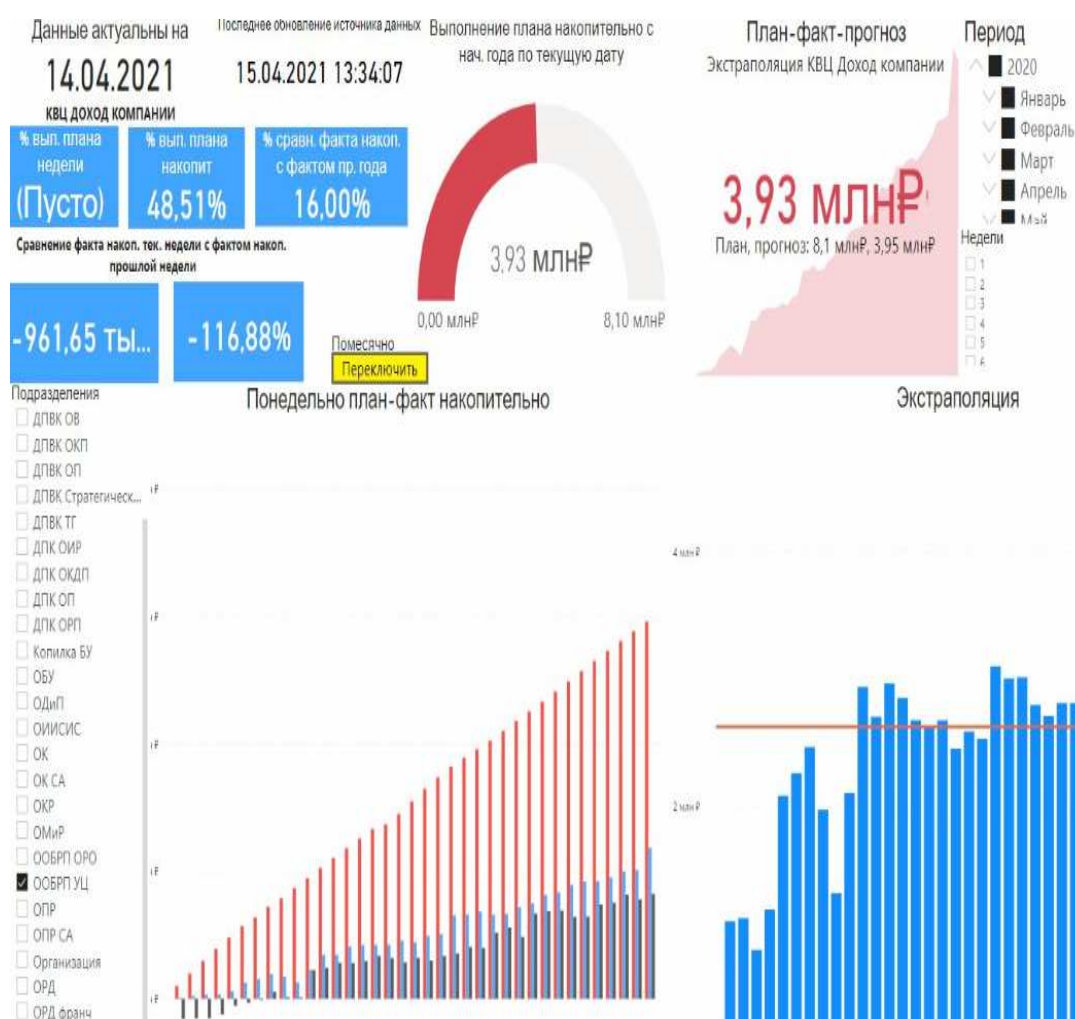 Данные актуальны на
14.04.2021
КВЦ ДОХОД КОМПАНИИ
Последнее обновление источника данных
15.04.2021 13:34:07
% вып. плана
недели
(Пусто)
% вып. плана
накопит
48,51%
% сравн. факта накоп.
с фактом пр. года
16,00%
Сравнение факта накоп. тек. недели с фактом накоп.
прошлой недели
-961,65 ты...
-116,88%
Выполнение плана накопительно с
нач. года по текущую дату
3,93 млн₽
0,00 млн₽
8,10 млн₽
Помесячно
Переключить
План-факт-прогноз
Экстраполяция КВЦ Доход компании
3,93 млн₽
План, прогноз: 8,1 млн₽, 3,95 млн₽
Период
2020
Январь
Февраль
Март
Апрель
Май
Недели
1
2
3
4
5
6
Подразделения
ДПВК ОВ
ДПВК ОКП
ДПВК ОП
ДПВК Стратегическ...
ДПВК ТГ
ДПК ОИР
ДПК ОКДП
ДПК ОП
ДПК ОРП
Копилка БУ
ОБУ
ОДиП
ОИИСИС
ОК
ОК СА
ОКР
ОМиР
ООБРП ОРО
ООБРП УЦ
ОПР
ОПР СА
Организация
ОРД
ОРД франч
Понедельно план-факт накопительно
₽
₽
₽
₽
₽
Экстраполяция
4 млн ₽
2 млн ₽